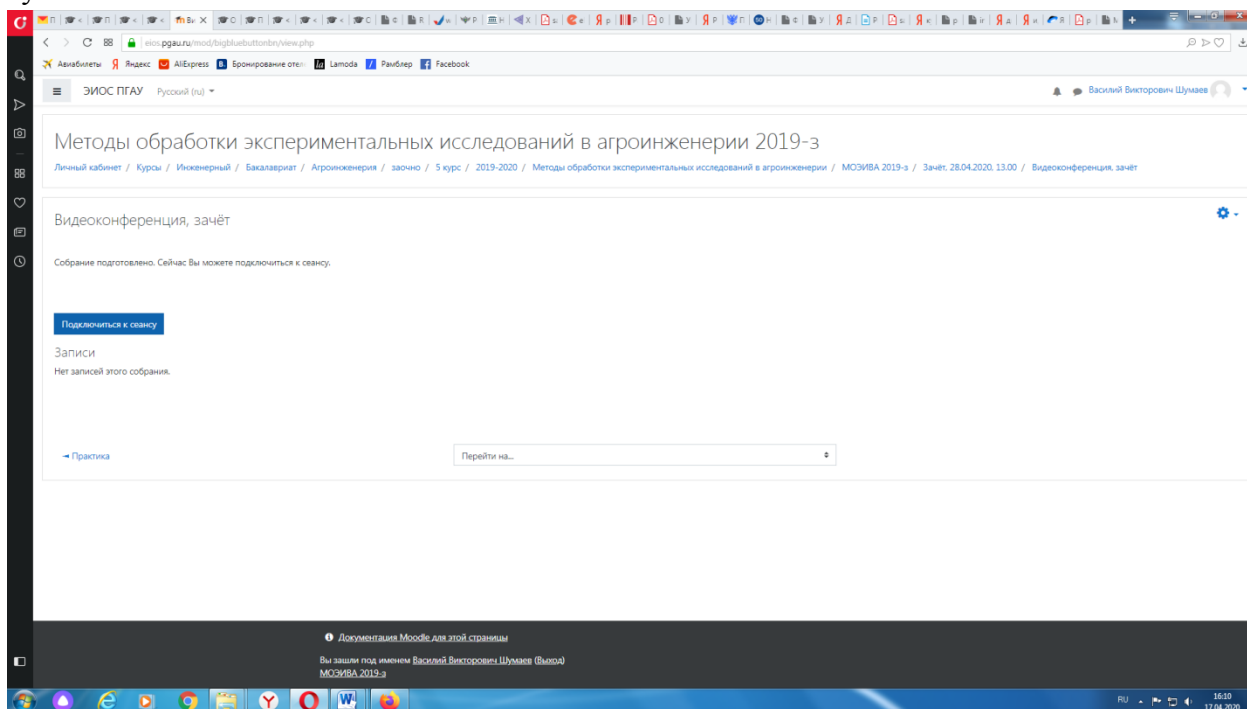 eios.pgau.ru/mod/bigbluebuttonbn/view.php
Авиабилеты Яндекс AliExpress Бронирование отел Lamoda Рамблер Facebook
ЭИОС ПГАУ Русский (ru) Василий Викторович Шумаев
Методы обработки экспериментальных исследований в агроинженерии 2019-з
Личный кабинет / Курсы / Инженерный / Бакалавриат / Агроинженерия / заочно / 5 курс / 2019-2020 / Методы обработки экспериментальных исследований в агроинженерии / МОЭИВА 2019-з / Зачёт, 28.04.2020, 13.00 / Видеоконференция, зачёт
Видеоконференция, зачёт
Собрание подготовлено. Сейчас Вы можете подключиться к сеансу.
Подключиться к сеансу
Записи
Нет записей этого собрания.
◄ Практика Перейти на...
Документация Moodle для этой страницы
Вы зашли под именем Василий Викторович Шумаев (Выход)
МОЭИВА 2019-з
RU 16:10
17.04.2020